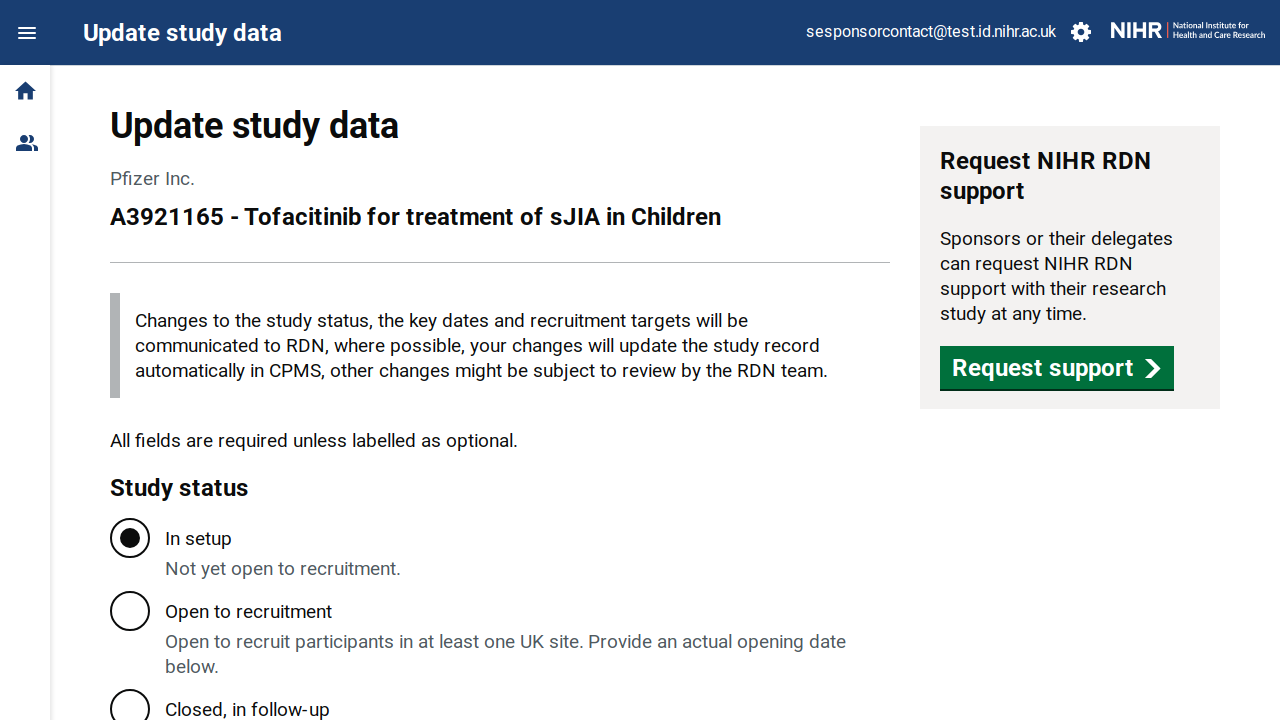 Update study data
sesponsorcontact@test.id.nihr.ac.uk
NIHR | National Institute for
Health and Care Research
Update study data
Pfizer Inc.
A3921165 - Tofacitinib for treatment of sJIA in Children
Changes to the study status, the key dates and recruitment targets will be
communicated to RDN, where possible, your changes will update the study record
automatically in CPMS, other changes might be subject to review by the RDN team.
All fields are required unless labelled as optional.
Study status
In setup
Not yet open to recruitment.
Open to recruitment
Open to recruit participants in at least one UK site. Provide an actual opening date
below.
Closed, in follow-up
Request NIHR RDN
support
Sponsors or their delegates
can request NIHR RDN
support with their research
study at any time.
Request support